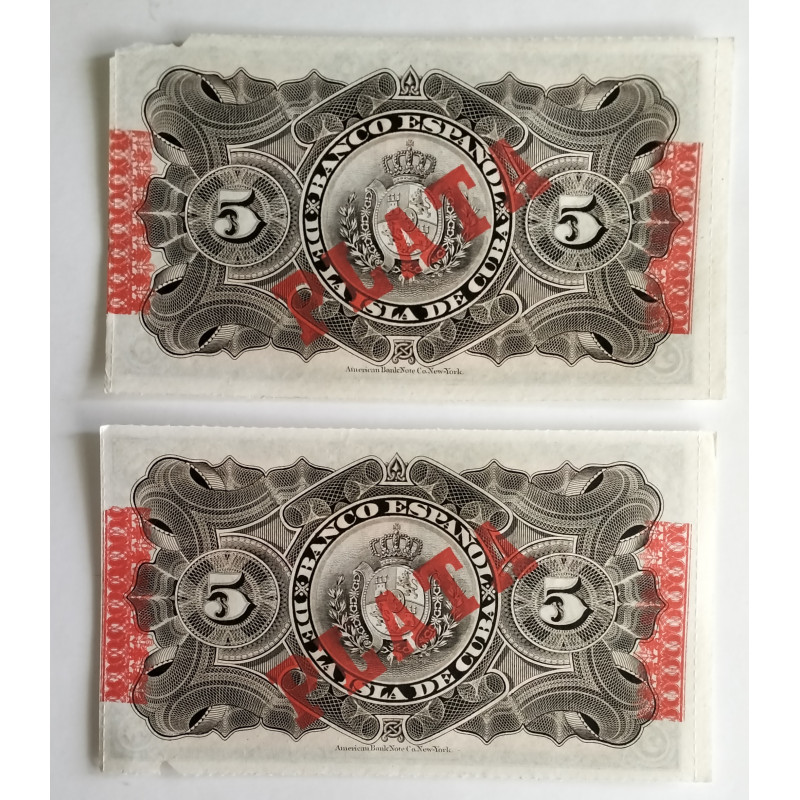 BANCO ESPAÑOL
DE LA ISLA DE CUBA
5 5
PLATA
American Bank Note Co. New-York.
BANCO ESPAÑOL
DE LA ISLA DE CUBA
5 5
PLATA
American Bank Note Co. New-York.